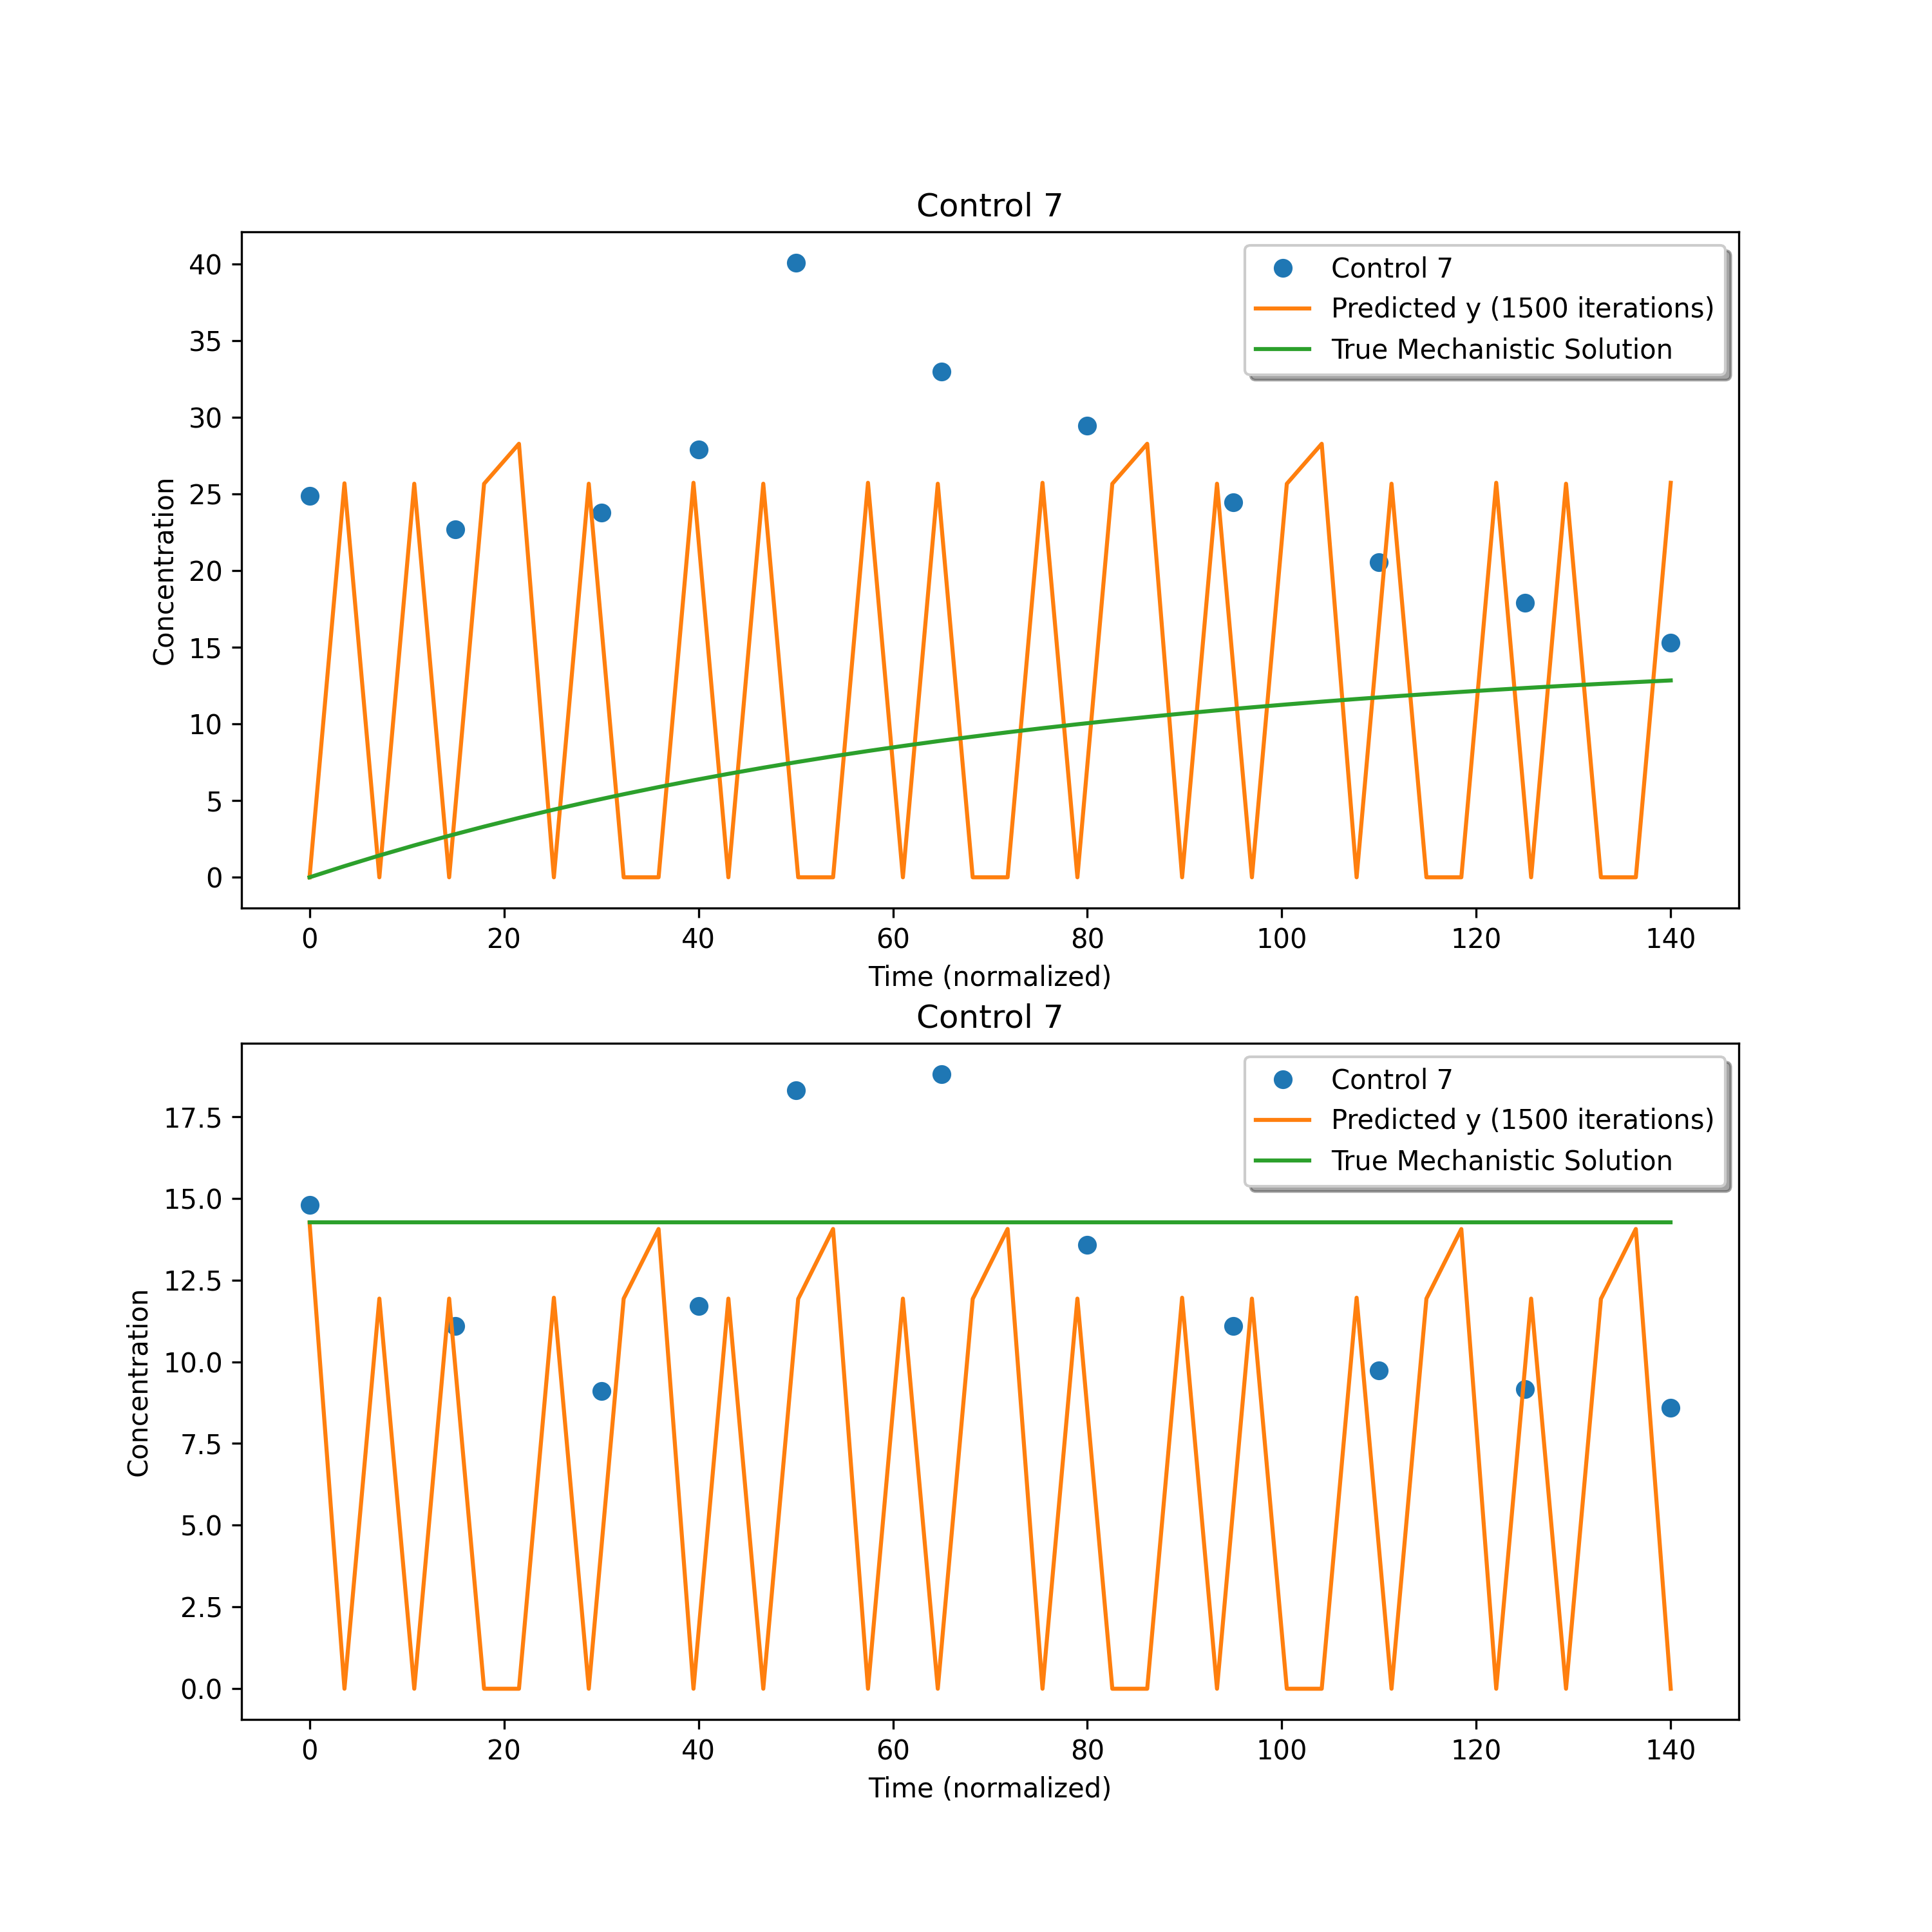 Control 7
40
35
30
25
20
15
10
5
0
Concentration
Control 7
Predicted y (1500 iterations)
True Mechanistic Solution
0 20 40 60 80 100 120 140
Time (normalized)
Control 7
17.5
15.0
12.5
10.0
7.5
5.0
2.5
0.0
Concentration
Control 7
Predicted y (1500 iterations)
True Mechanistic Solution
0 20 40 60 80 100 120 140
Time (normalized)